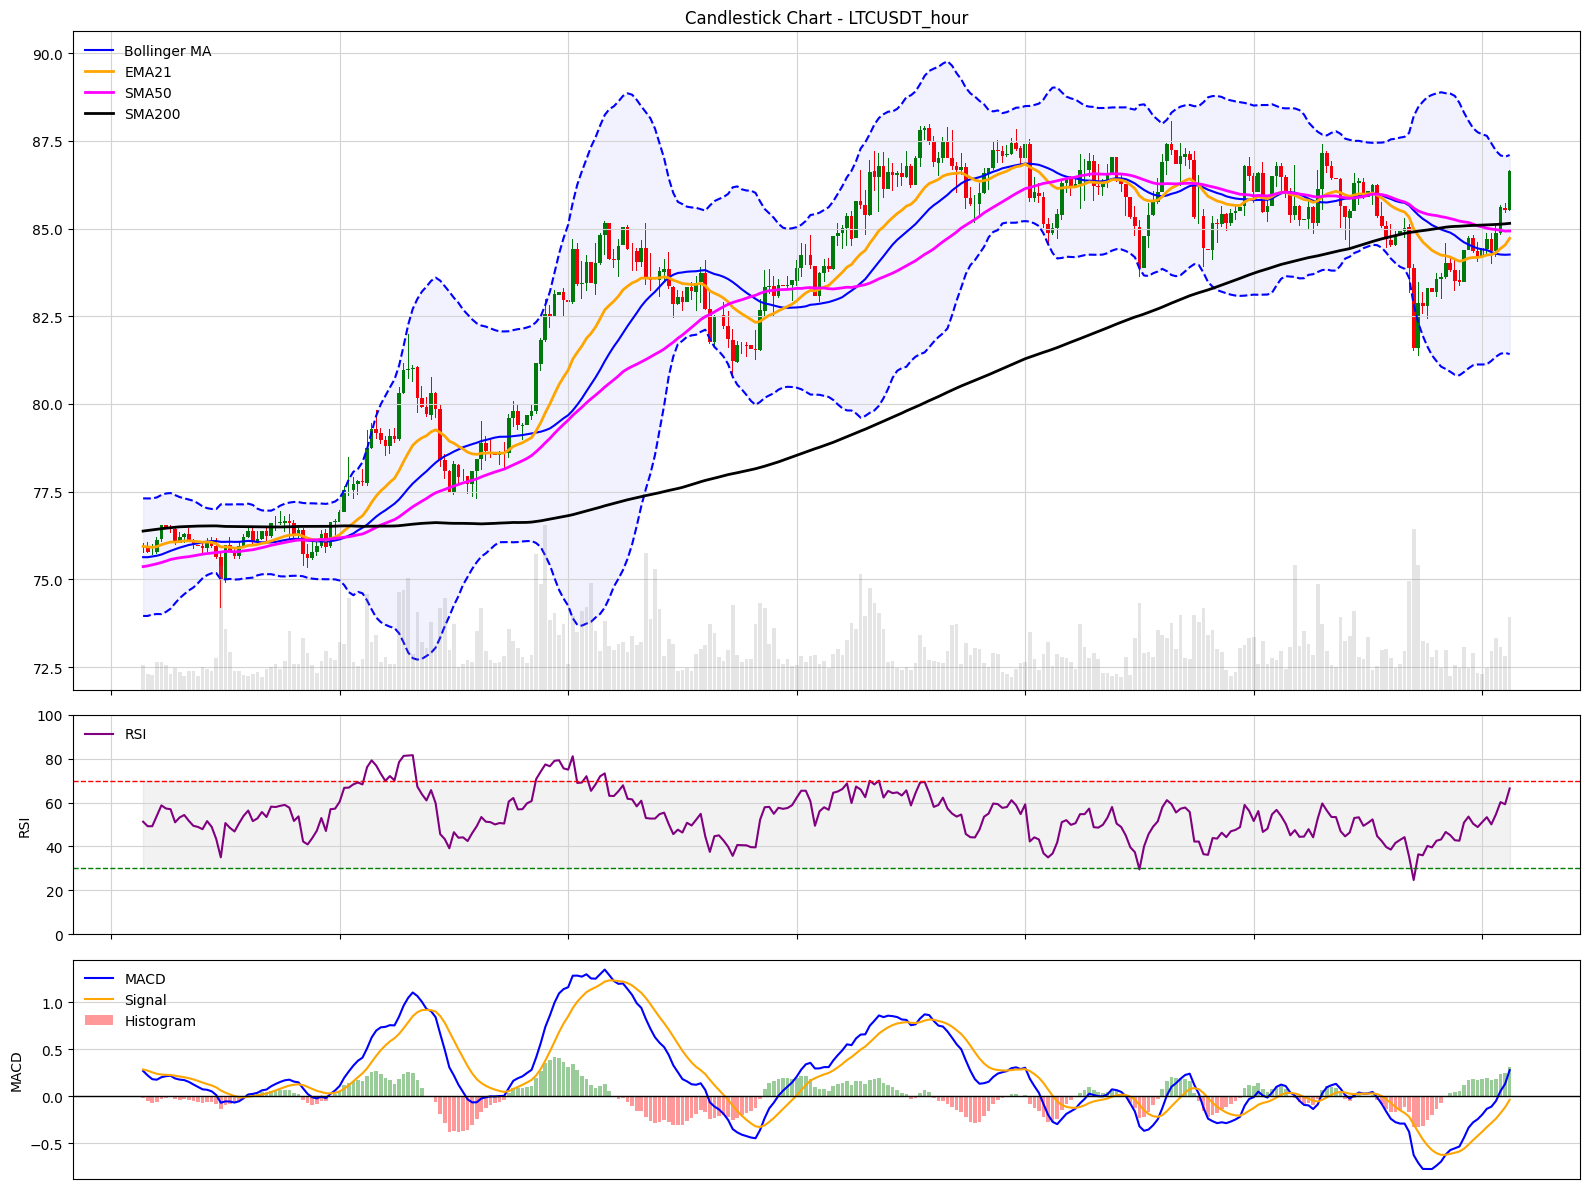 Candlestick Chart - LTCUSDT_hour
Bollinger MA
EMA21
SMA50
SMA200
90.0
87.5
85.0
82.5
80.0
77.5
75.0
72.5
RSI
100
80
60
40
20
0
RSI
MACD
Signal
Histogram
1.0
0.5
0.0
−0.5
MACD